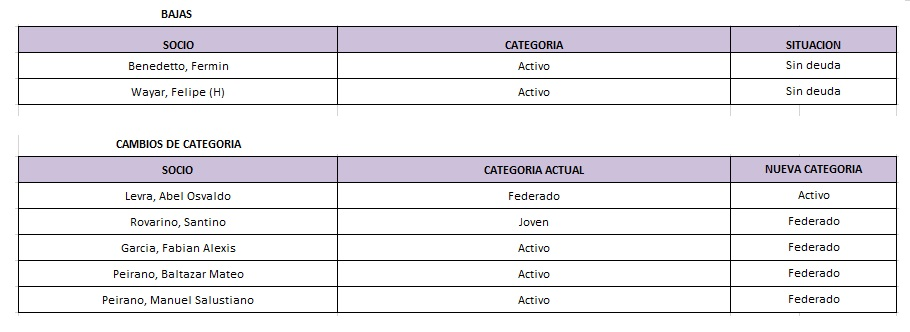 BAJAS
SOCIO CATEGORIA SITUACION
Benedetto, Fermin Activo Sin deuda
Wayar, Felipe (H) Activo Sin deuda
CAMBIOS DE CATEGORIA
SOCIO CATEGORIA ACTUAL NUEVA CATEGORIA
Levra, Abel Osvaldo Federado Activo
Rovarino, Santino Joven Federado
Garcia, Fabian Alexis Activo Federado
Peirano, Baltazar Mateo Activo Federado
Peirano, Manuel Salustiano Activo Federado